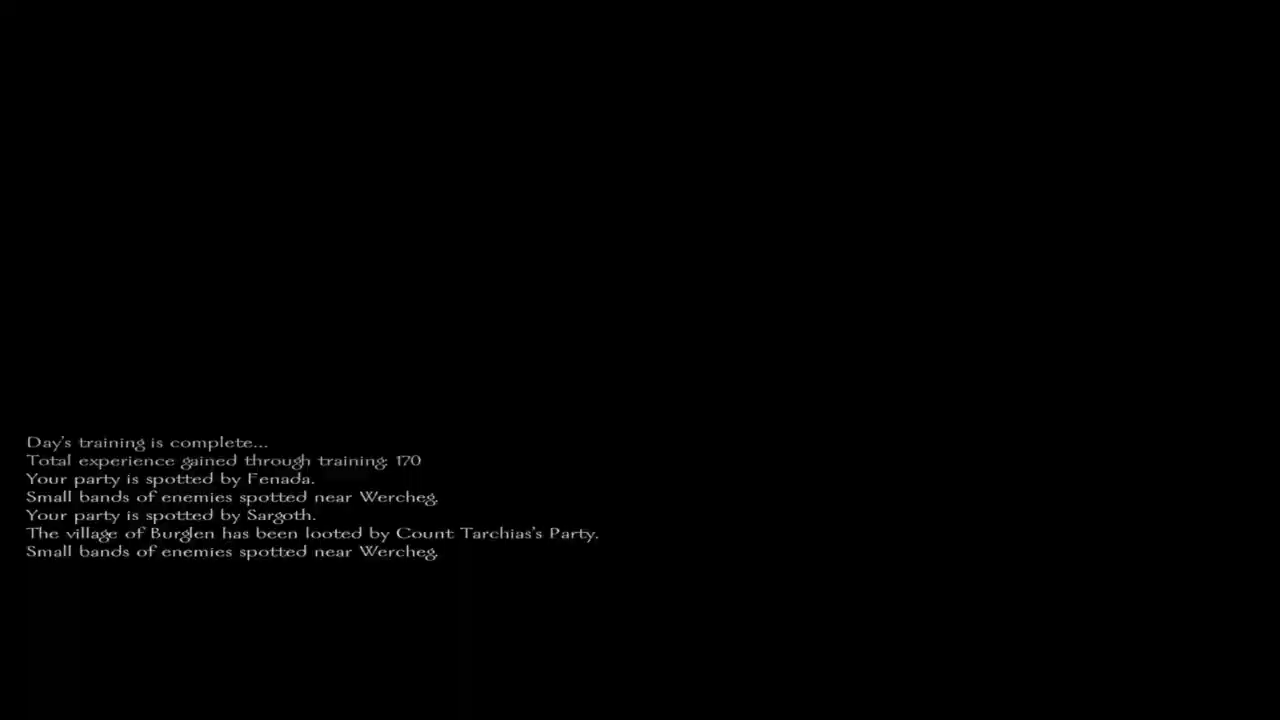 Day's training is complete...
Total experience gained through training: 170
Your party is spotted by Fenada.
Small bands of enemies spotted near Wercheg.
Your party is spotted by Sargoth.
The village of Burglen has been looted by Count Tarchias's Party.
Small bands of enemies spotted near Wercheg.